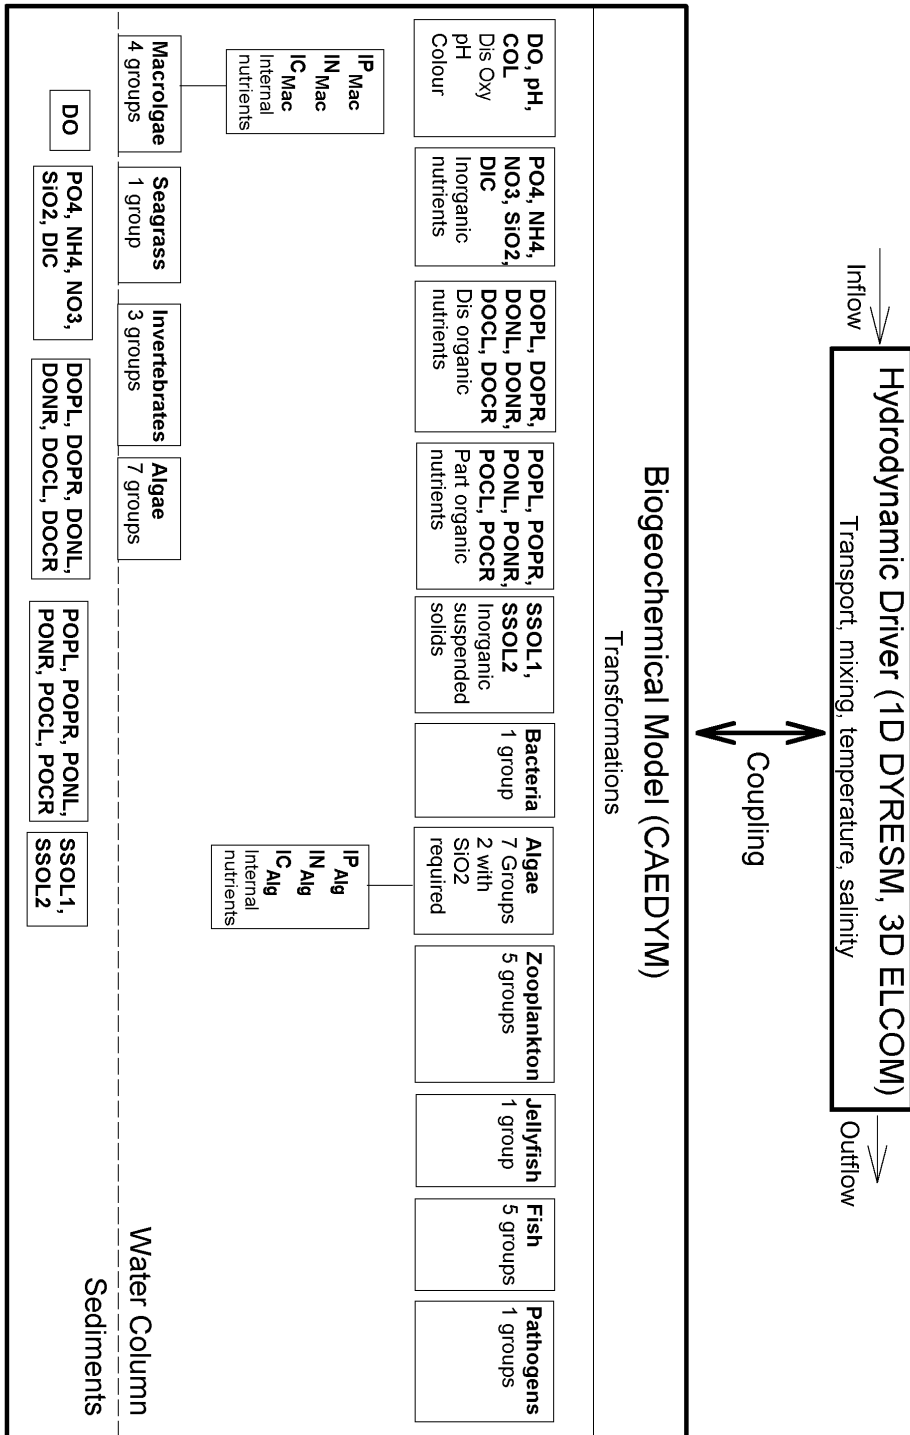 Inflow
Hydrodynamic Driver (1D DYRESM, 3D ELCOM)
Transport, mixing, temperature, salinity
Outflow
Coupling
Biogeochemical Model (CAEDYM)
Transformations
DO, pH,
COL
Dis Oxy
pH
Colour
PO4, NH4,
NO3, SiO2,
DIC
Inorganic
nutrients
DOPL, DOPR,
DONL, DONR,
DOCL, DOCR
Dis organic
nutrients
POPL, POPR,
PONL, PONR,
POCL, POCR
Part organic
nutrients
SSOL1,
SSOL2
Inorganic
suspended
solids
Bacteria
1 group
Algae
7 Groups
2 with
SiO2
required
Zooplankton
5 groups
Jellyfish
1 group
Fish
5 groups
Pathogens
1 groups
IP Mac
IN Mac
IC Mac
Internal
nutrients
IP Alg
IN Alg
IC Alg
Internal
nutrients
Macrolgae
4 groups
Seagrass
1 group
Invertebrates
3 groups
Algae
7 groups
Water Column
Sediments
DO
PO4, NH4, NO3,
SiO2, DIC
DOPL, DOPR, DONL,
DONR, DOCL, DOCR
POPL, POPR, PONL,
PONR, POCL, POCR
SSOL1,
SSOL2